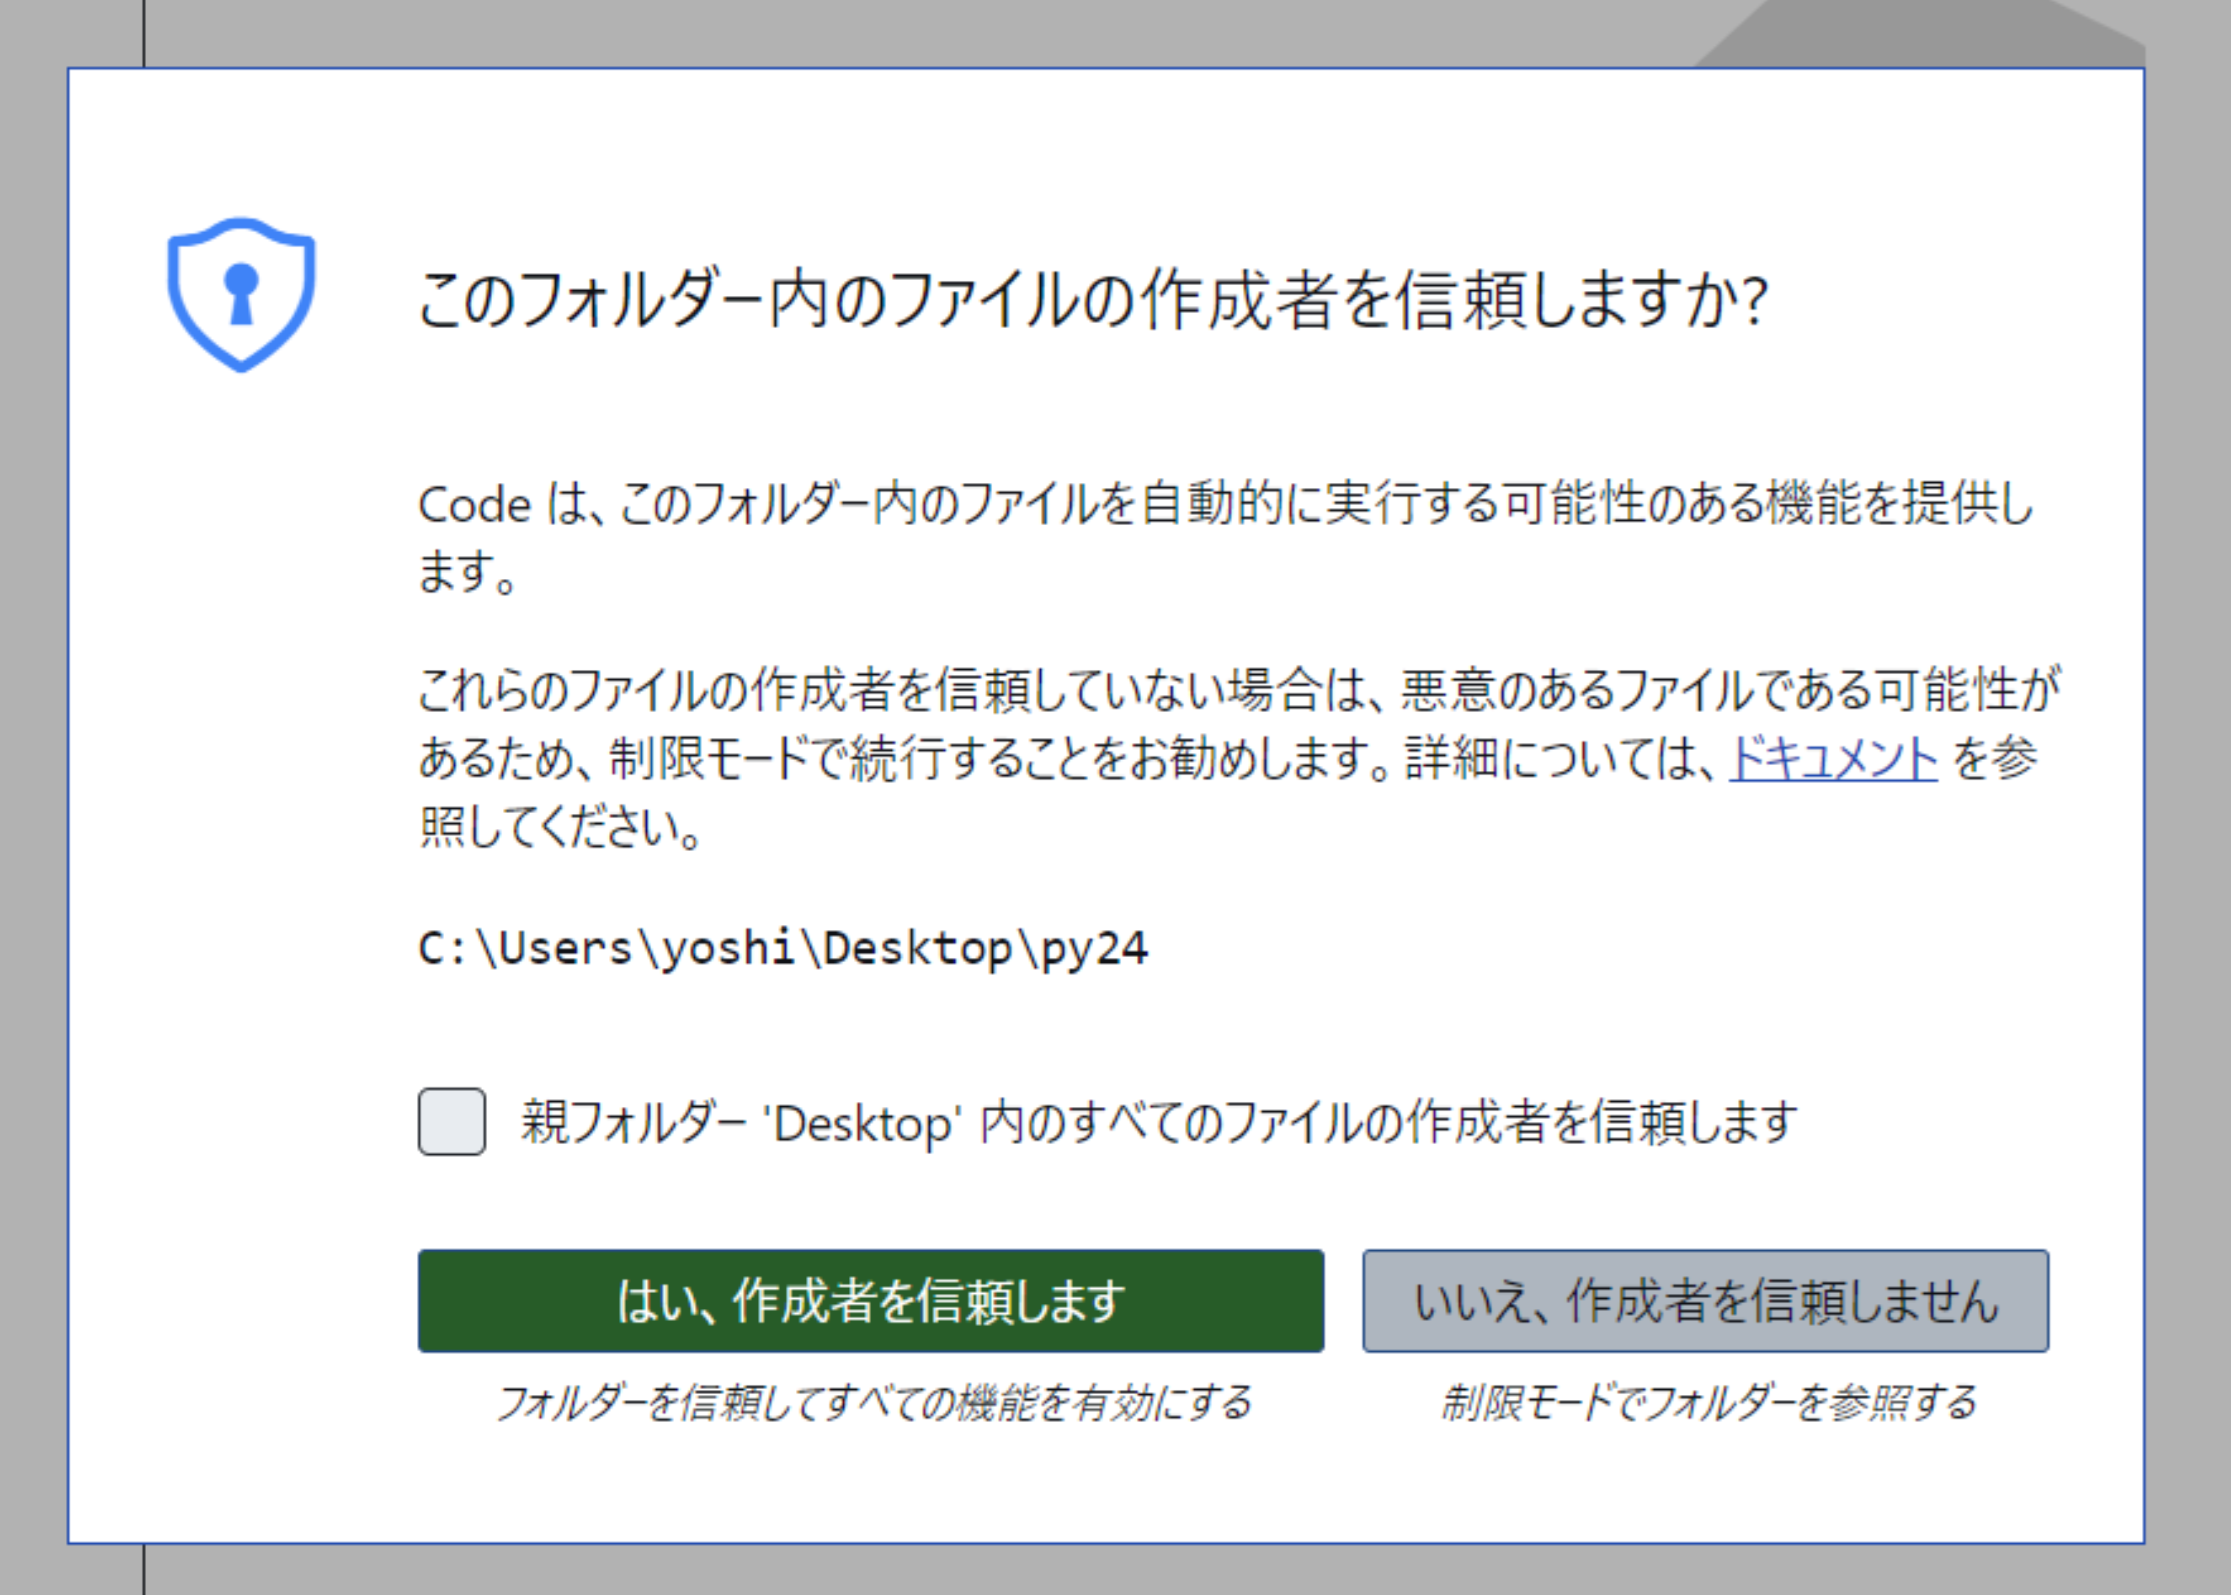 このフォルダー内のファイルの作成者を信頼しますか?
Code は、このフォルダー内のファイルを自動的に実行する可能性のある機能を提供し
ます。
これらのファイルの作成者を信頼していない場合は、悪意のあるファイルである可能性が
あるため、制限モードで続行することをお勧めします。詳細については、ドキュメント を参
照してください。
C:\Users\yoshi\Desktop\py24
親フォルダー 'Desktop' 内のすべてのファイルの作成者を信頼します
はい、作成者を信頼します
いいえ、作成者を信頼しません
フォルダーを信頼してすべての機能を有効にする
制限モードでフォルダーを参照する